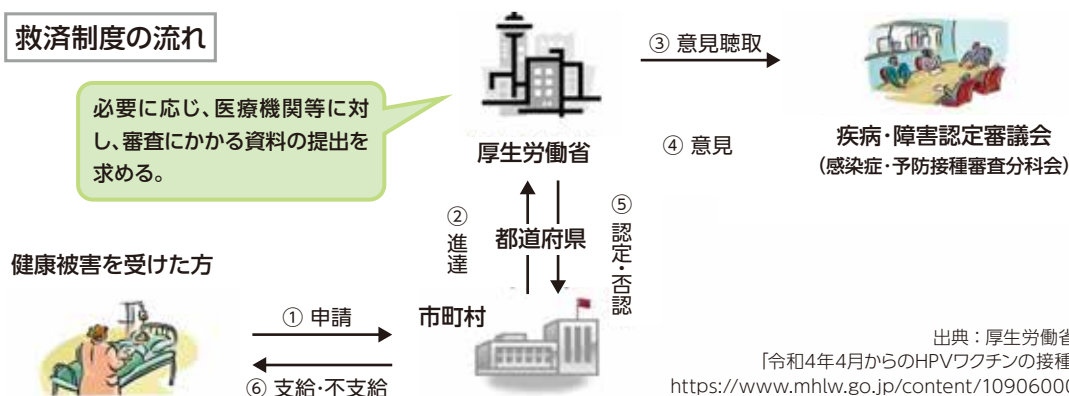 救済制度の流れ
必要に応じ、医療機関等に対
し、審査にかかる資料の提出を
求める。
厚生労働省
③ 意見聴取
④ 意見
疾病・障害認定審議会
(感染症・予防接種審査分科会)
② 進達
都道府県
⑤ 認定・否認
健康被害を受けた方
① 申請
市町村
⑥ 支給・不支給
出典：厚生労働省
「令和4年4月からのHPVワクチンの接種
https://www.mhlw.go.jp/content/10906000